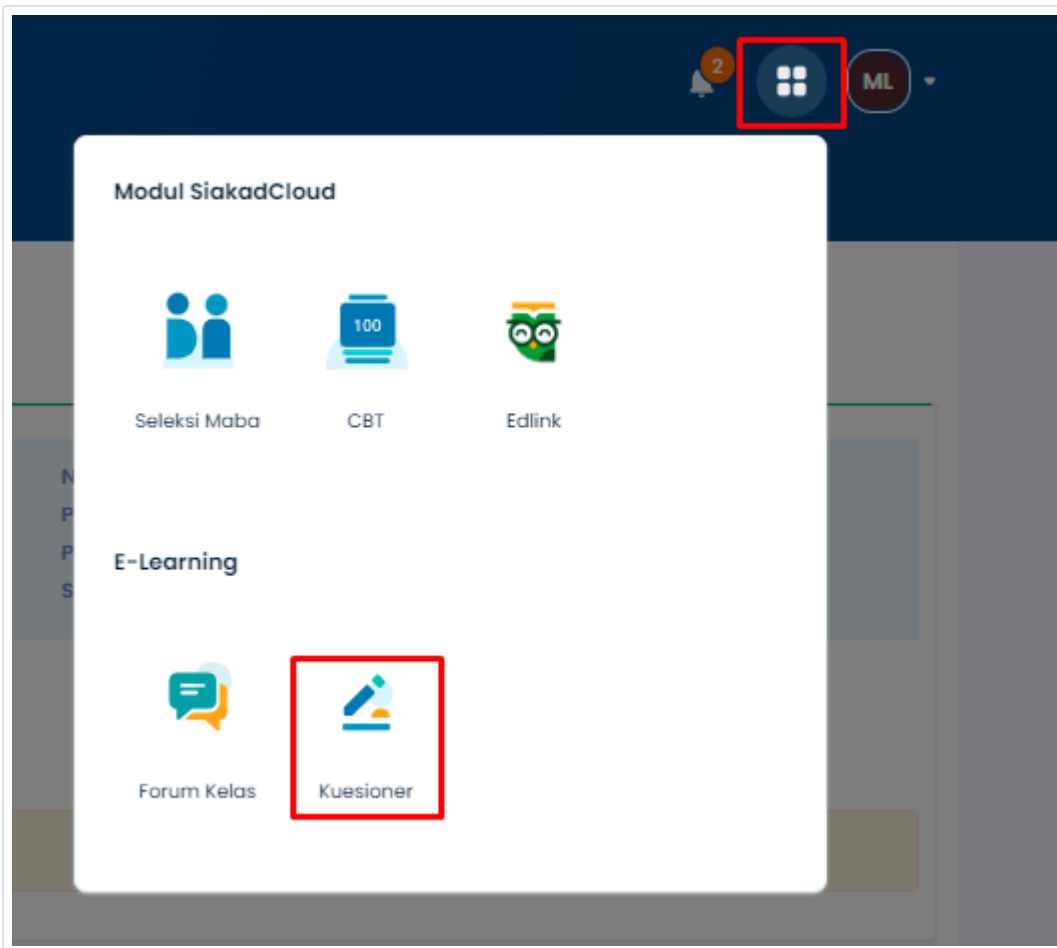 2
ML
Modul SiakadCloud
100
Seleksi Maba
CBT
Edlink
N
P
P
S
E-Learning
Forum Kelas
Kuesioner